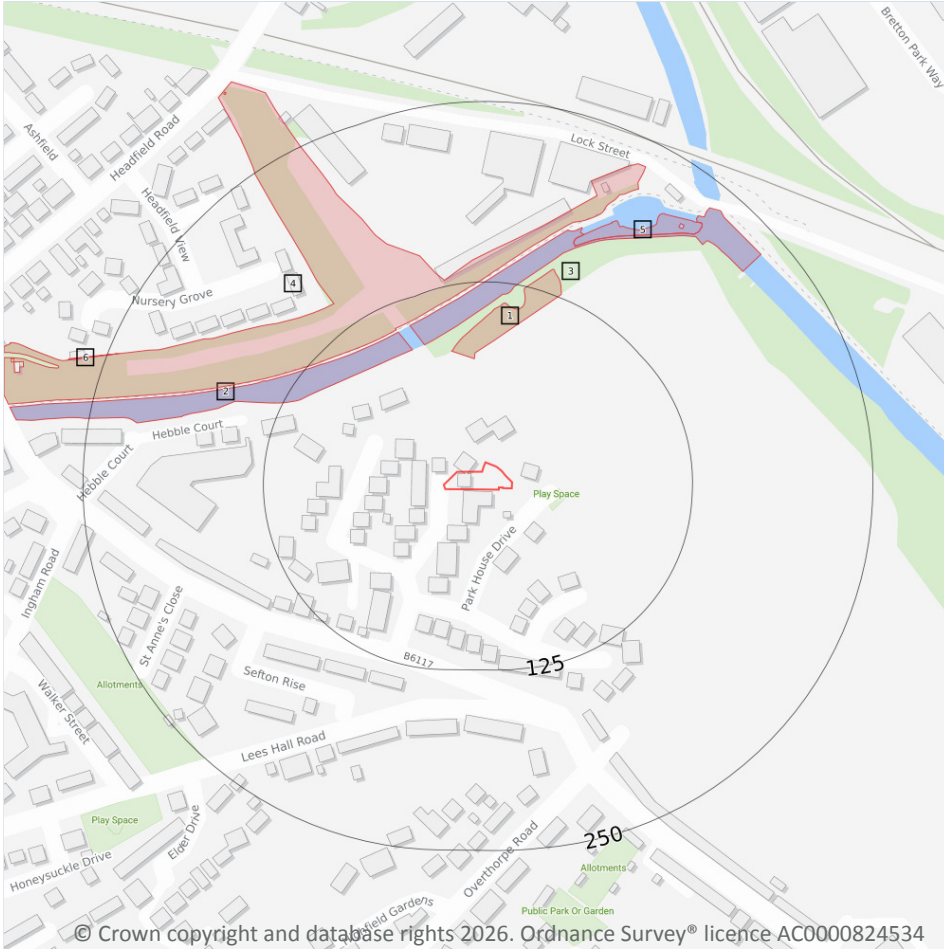 Bretton Park Way
Ashfield
Headfield Road
Lock Street
Headfield View
5
3
4
Nursery Grove
1
6
2
Hebble Court
Hebble Court
Play Space
Park House Drive
Ingham Road
St Anne's Close
B6117
125
Sefton Rise
Allotments
Walker Street
Lees Hall Road
Play Space
Elder Drive
250
Overthorpe Road
Honeysuckle Drive
Allotments
Gardens
Public Park Or Garden
© Crown copyright and database rights 2026. Ordnance Survey® licence AC0000824534